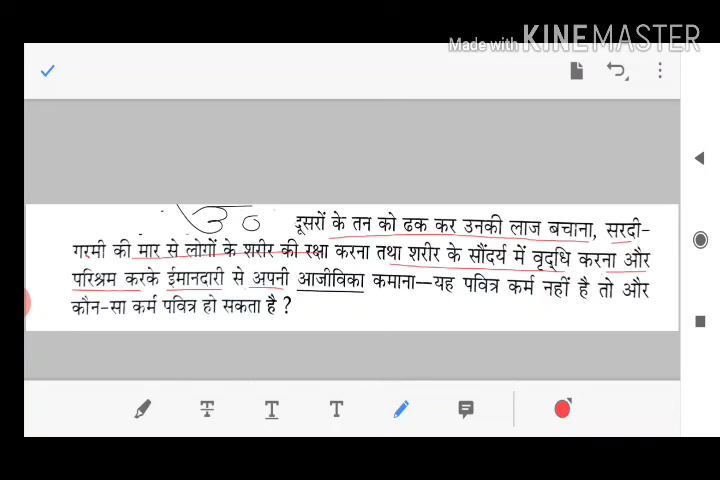 Made with KINEMASTER
दूसरों के तन को ढक कर उनकी लाज बचाना, सरदी-
गरमी की मार से लोगों के शरीर की रक्षा करना तथा शरीर के सौंदर्य में वृद्धि करना और
परिश्रम करके ईमानदारी से अपनी आजीविका कमाना—यह पवित्र कर्म नहीं है तो और
कौन-सा कर्म पवित्र हो सकता है ?